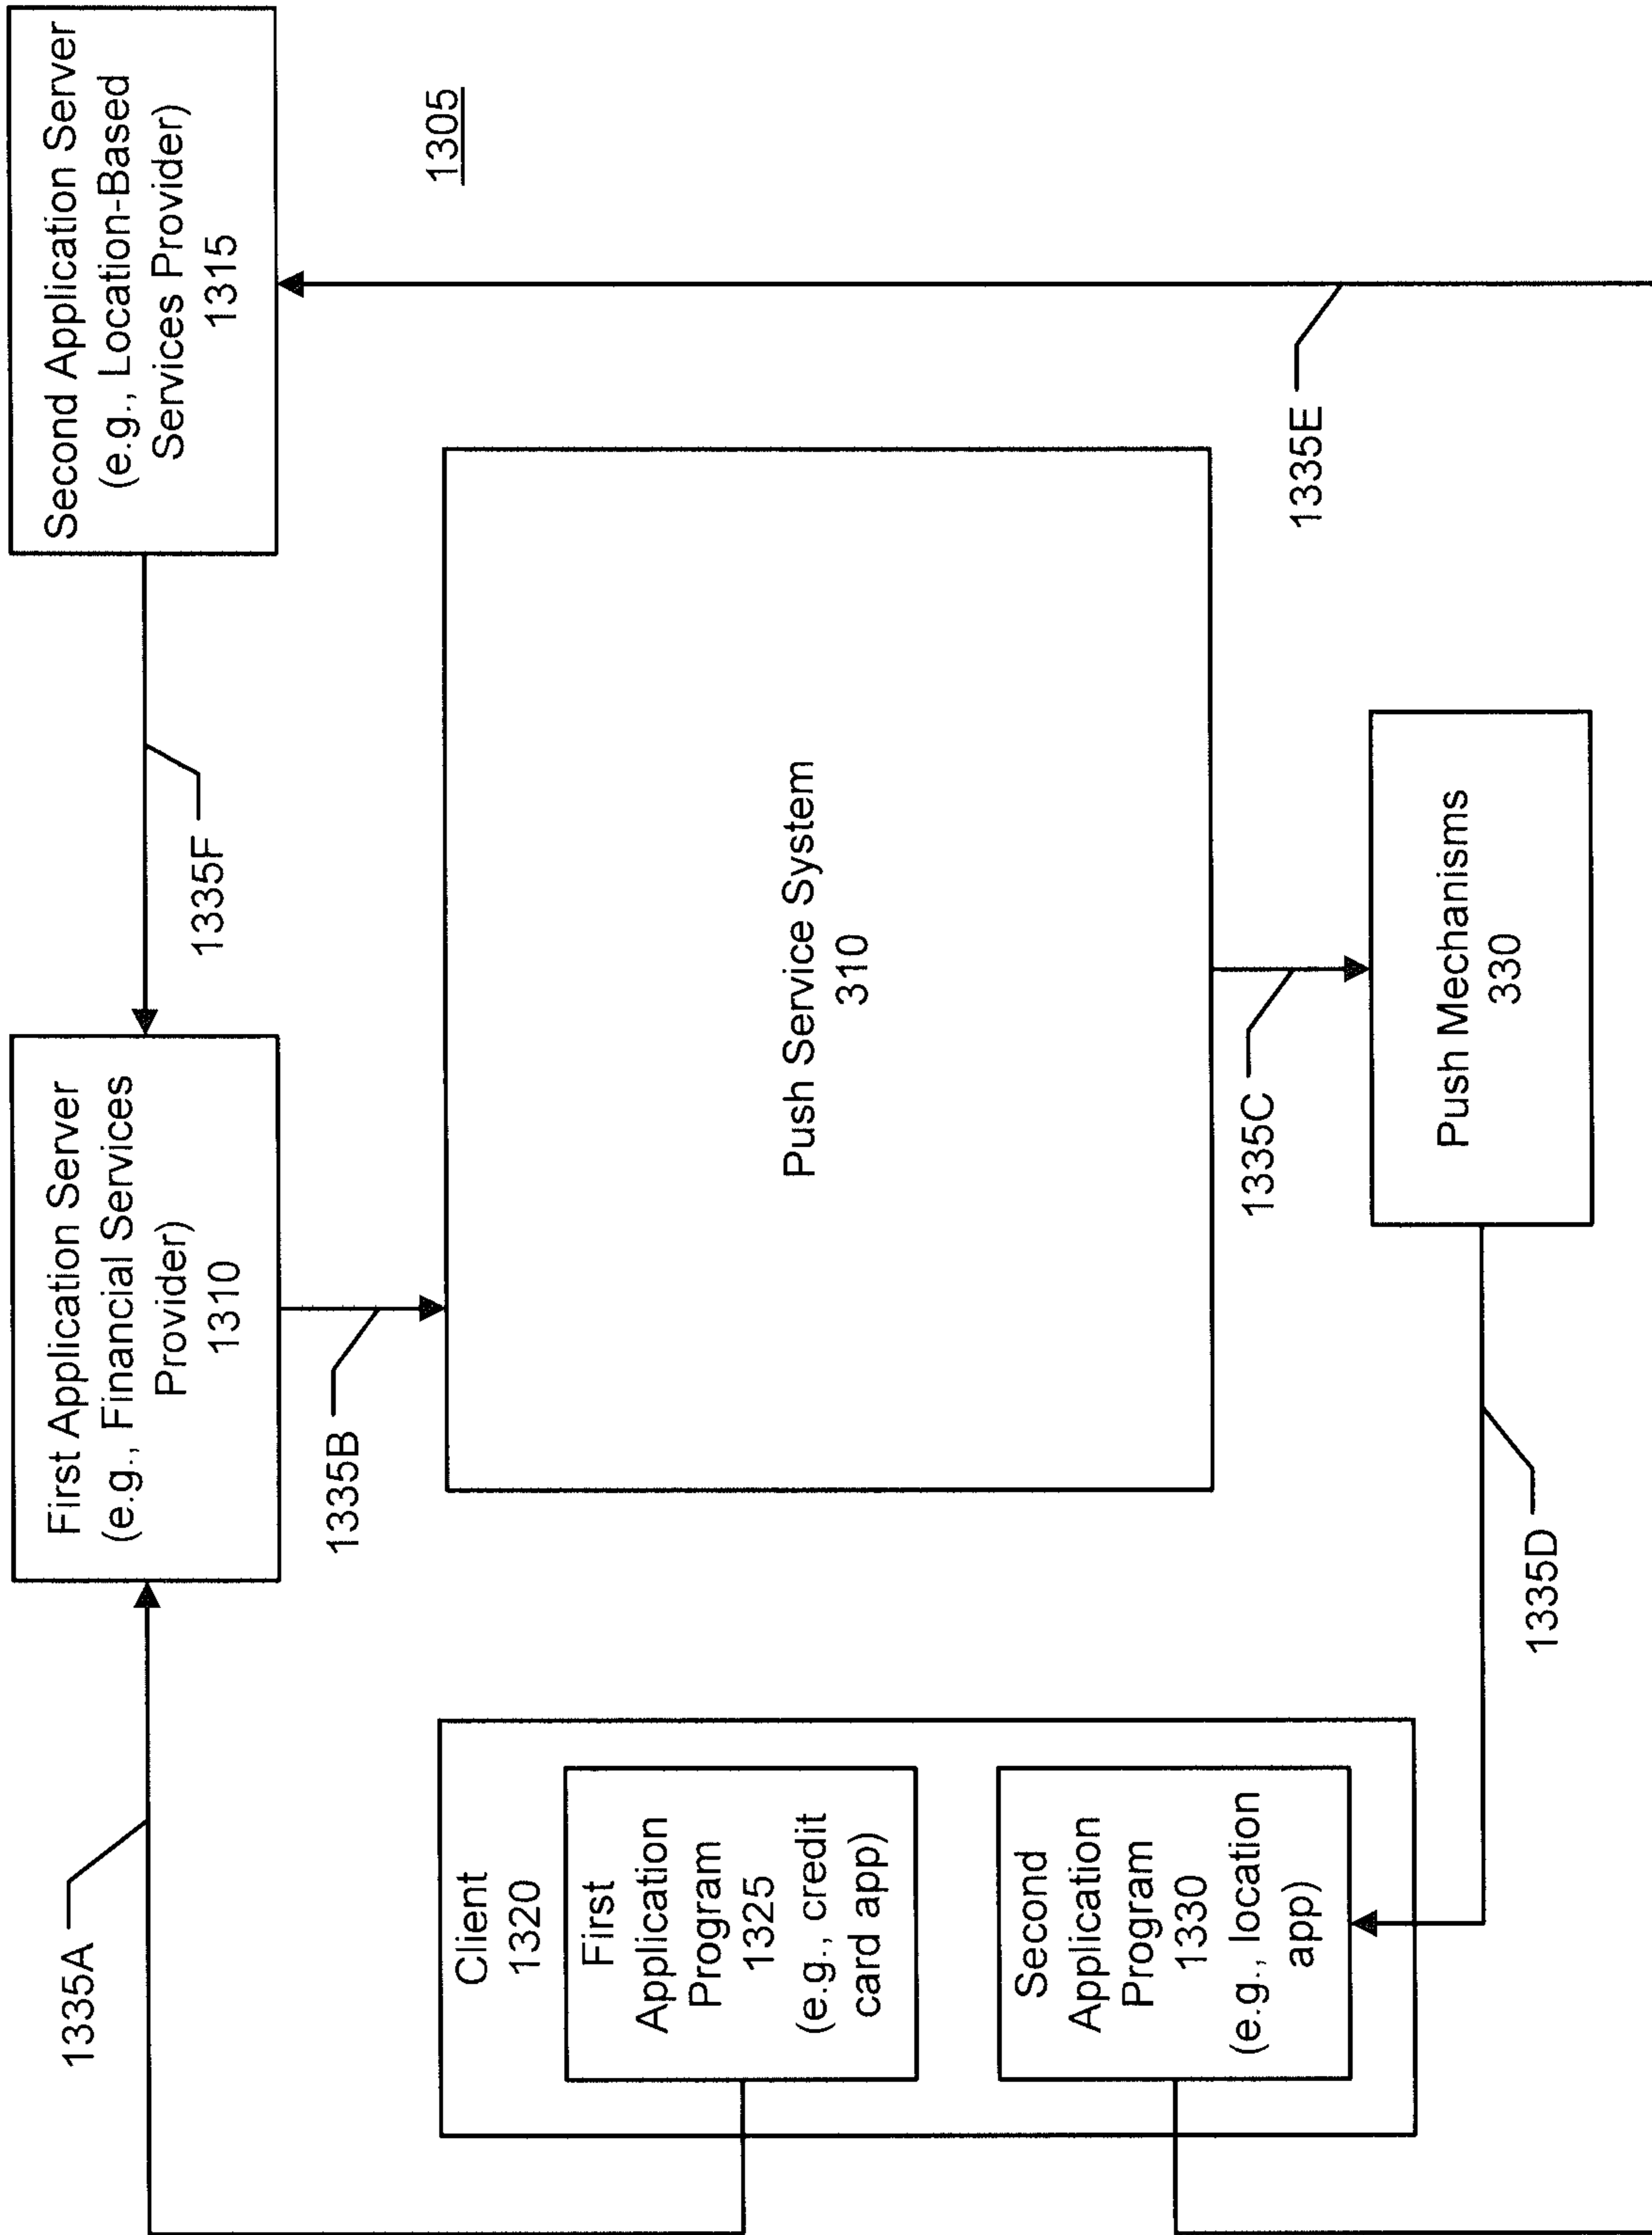 1335A
First Application Server
(e.g., Financial Services
Provider)
1310
1335F
Second Application Server
(e.g., Location-Based
Services Provider)
1315
1335B
1305
Client
1320
First
Application
Program
1325
(e.g., credit
card app)
Second
Application
Program
1330
(e.g., location
app)
Push Service System
310
1335C
1335E
Push Mechanisms
330
1335D